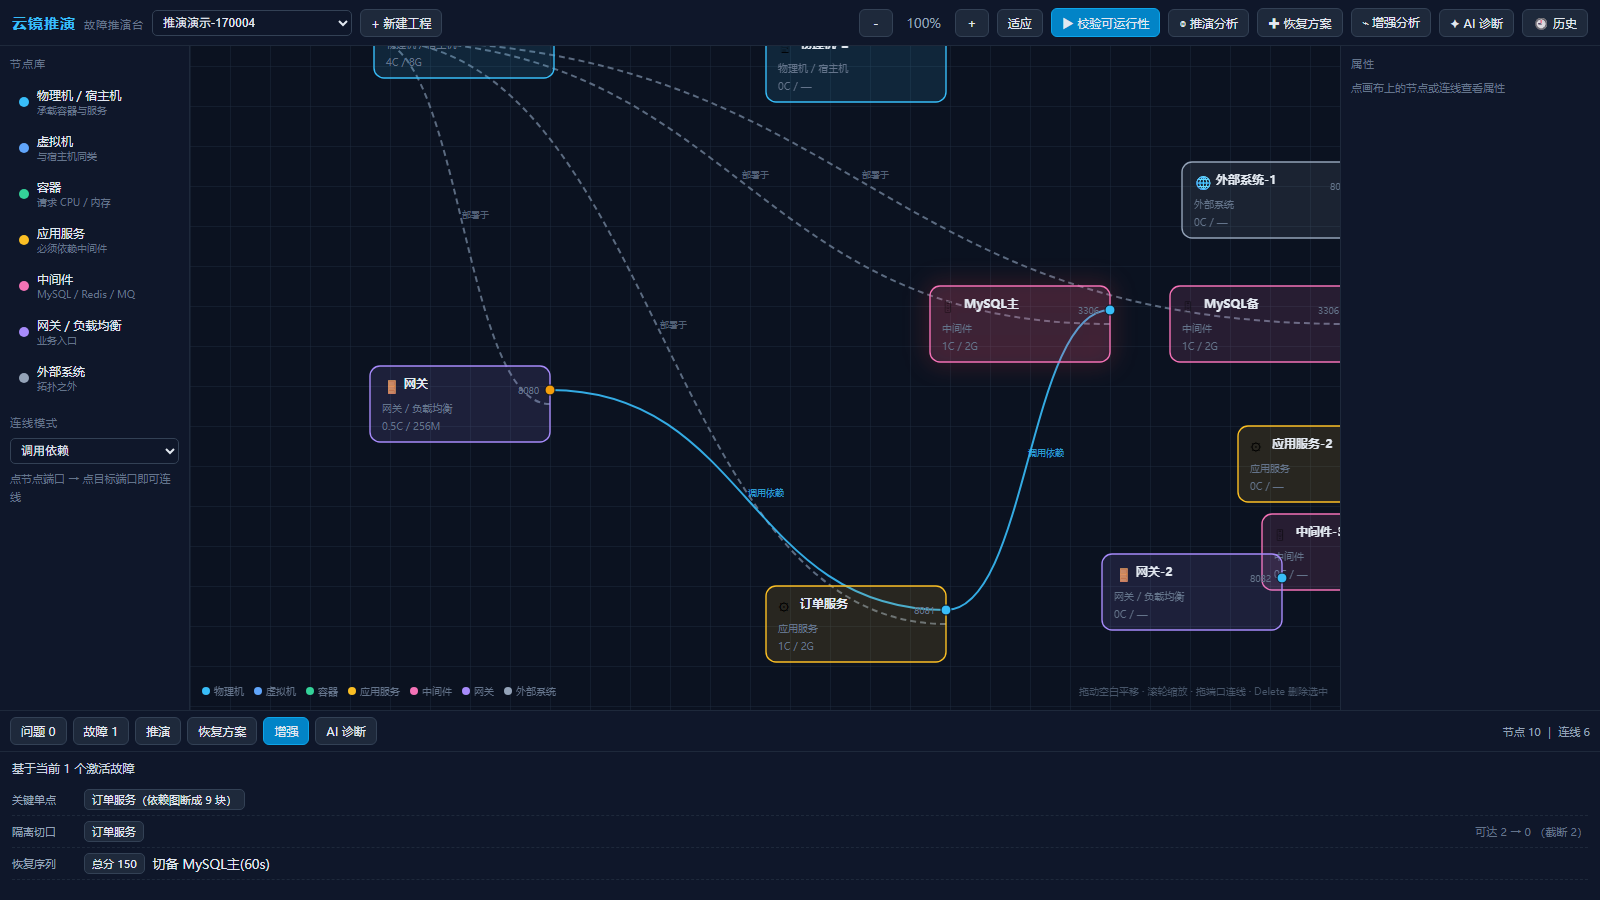 云镜推演 故障推演台 推演演示-170004 + 新建工程 - 100% + 适应 ▶ 校验可运行性 推演分析 ✚ 恢复方案 增强分析 ✦ AI 诊断 历史
节点库
物理机 / 宿主机
承载容器与服务
虚拟机
与宿主机同类
容器
请求 CPU / 内存
应用服务
必须依赖中间件
中间件
MySQL / Redis / MQ
网关 / 负载均衡
业务入口
外部系统
拓扑之外
连线模式
调用依赖
点节点端口 → 点目标端口即可连
线
4C / 8G
物理机 / 宿主机
0C / —
部署于
部署于
部署于
部署于
外部系统-1
80
外部系统
0C / —
MySQL主
3306
中间件
1C / 2G
MySQL备
3306
中间件
1C / 2G
网关
8080
网关 / 负载均衡
0.5C / 256M
调用依赖
调用依赖
应用服务-2
应用服务
0C / —
中间件-
中间件
0C / —
网关-2
8082
网关 / 负载均衡
0C / —
订单服务
8081
应用服务
1C / 2G
物理机 虚拟机 容器 应用服务 中间件 网关 外部系统
拖动空白平移 · 滚轮缩放 · 拖端口连线 · Delete 删除选中
属性
点画布上的节点或连线查看属性
问题 0 故障 1 推演 恢复方案 增强 AI 诊断
节点 10 | 连线 6
基于当前 1 个激活故障
关键单点 订单服务（依赖图断成 9 块）
隔离切口 订单服务 可达 2 → 0 （截断 2）
恢复序列 总分 150 切备 MySQL主(60s)